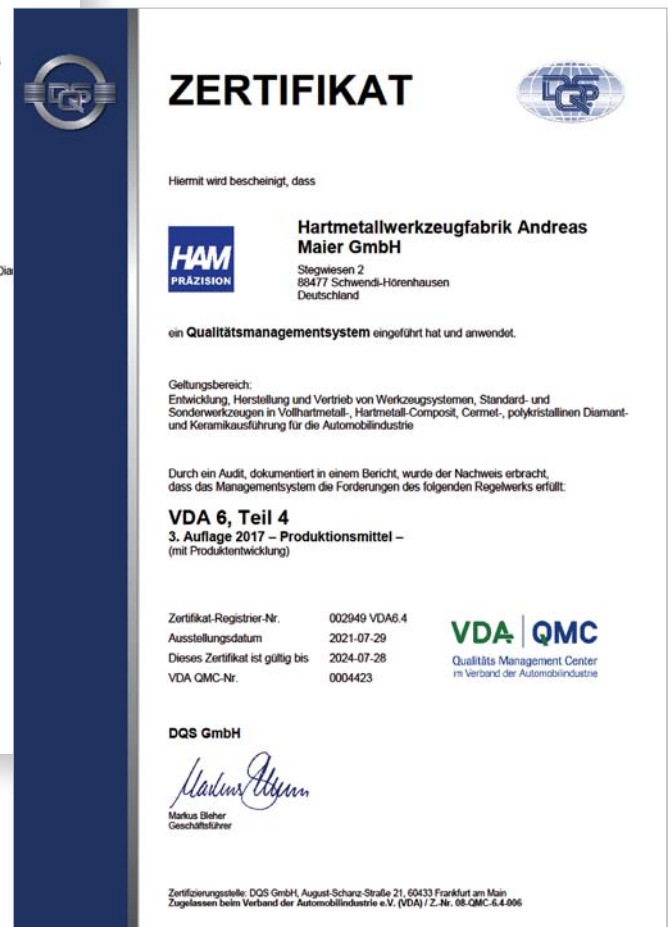 DQS
ZERTIFIKAT
DQS
Hiermit wird bescheinigt, dass
HAM
PRÄZISION
Hartmetallwerkzeugfabrik Andreas
Maier GmbH
Stegwiesen 2
88477 Schwendi-Hörenhausen
Deutschland
ein Qualitätsmanagementsystem eingeführt hat und anwendet.
Geltungsbereich:
Entwicklung, Herstellung und Vertrieb von Werkzeugsystemen, Standard- und
Sonderwerkzeugen in Vollhartmetall-, Hartmetall-Composit, Cermet-, polykristallinen Diamant-
und Keramikausführung für die Automobilindustrie
Durch ein Audit, dokumentiert in einem Bericht, wurde der Nachweis erbracht,
dass das Managementsystem die Forderungen des folgenden Regelwerks erfüllt:
VDA 6, Teil 4
3. Auflage 2017 – Produktionsmittel –
(mit Produktentwicklung)
Zertifikat-Registrier-Nr. 002949 VDA6.4
Ausstellungsdatum 2021-07-29
Dieses Zertifikat ist gültig bis 2024-07-28
VDA QMC-Nr. 0004423
VDA QMC
Qualitäts Management Center
im Verband der Automobilindustrie
DQS GmbH
Markus Bleher
Geschäftsführer
Zertifizierungsstelle: DQS GmbH, August-Schanz-Straße 21, 60433 Frankfurt am Main
Zugelassen beim Verband der Automobilindustrie e.V. (VDA) / Z.-Nr. 08-QMC-6.4-006